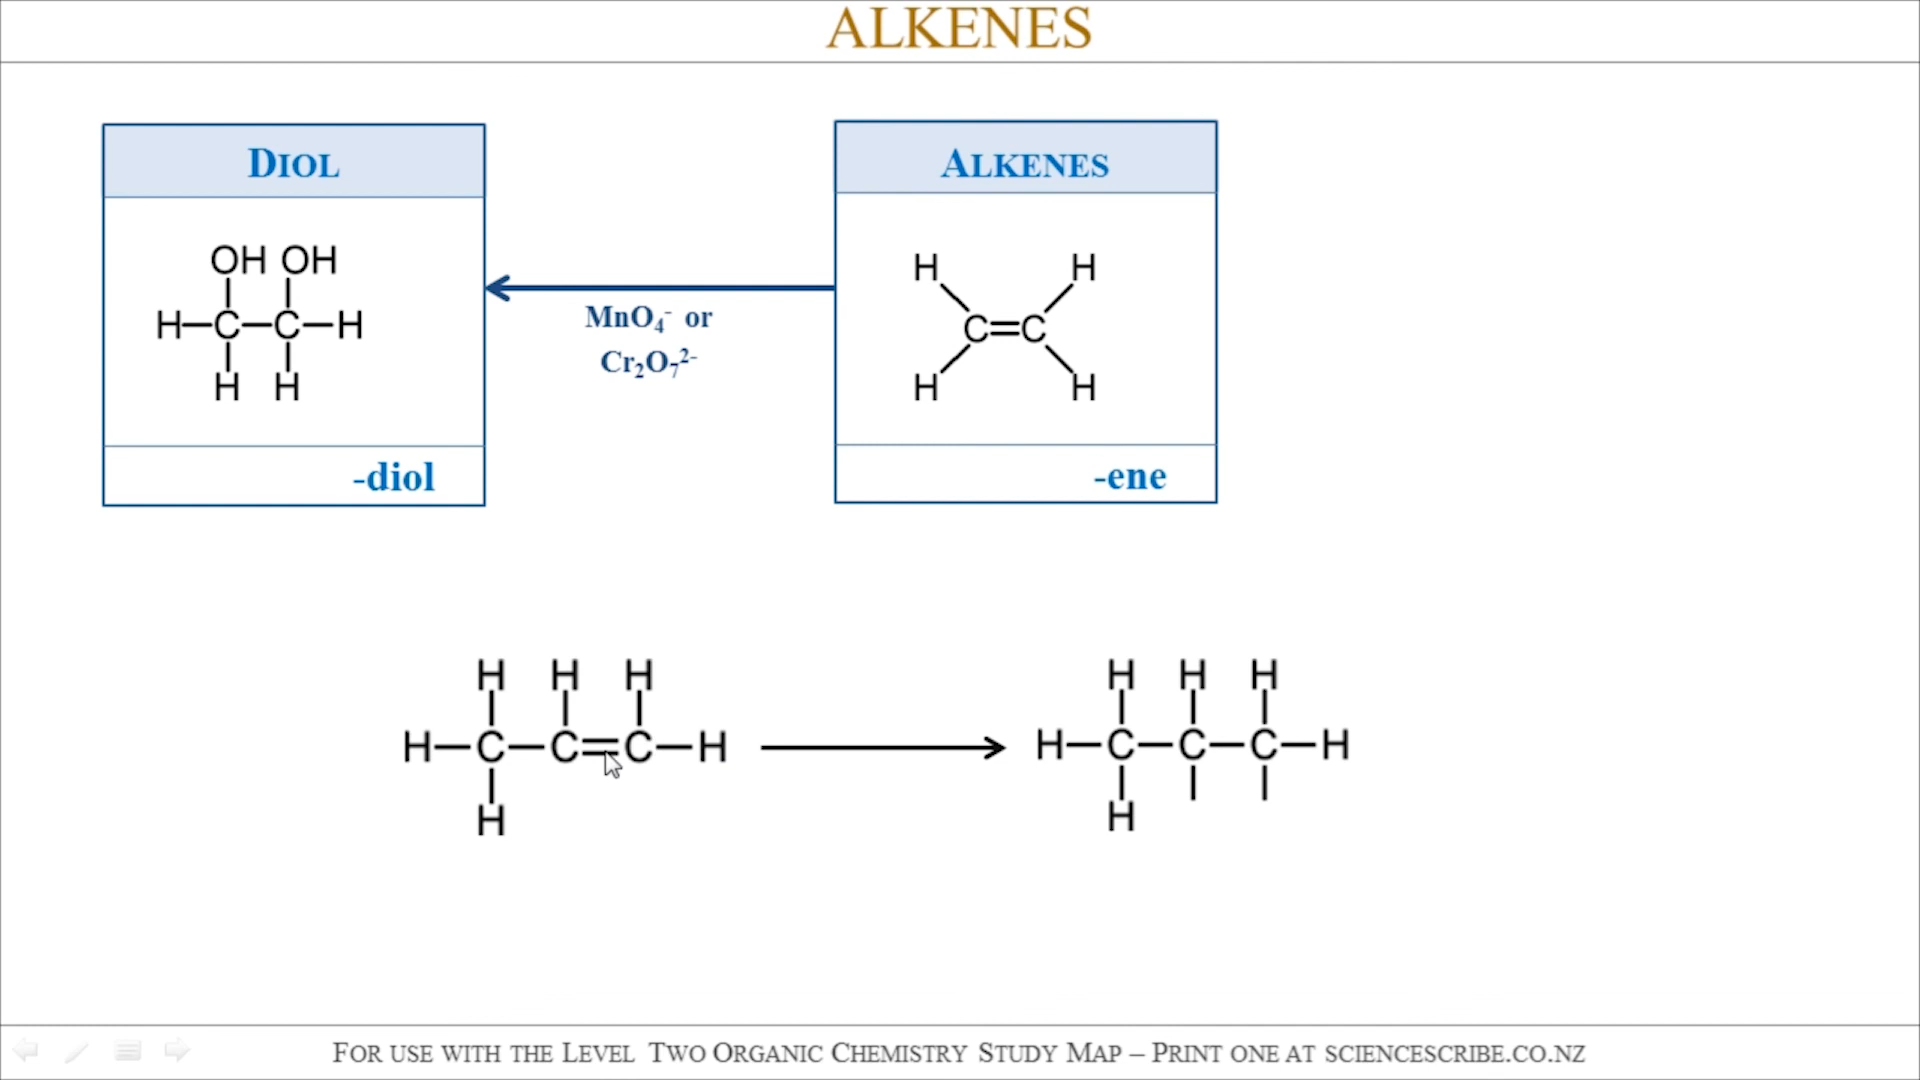 ALKENES
DIOL
OH OH
H–C–C–H
H H
-diol
MnO₄⁻ or
Cr₂O₇²⁻
ALKENES
H H
C=C
H H
-ene
H H H
H–C–C=C–H
H
H H H
H–C–C–C–H
H
FOR USE WITH THE LEVEL TWO ORGANIC CHEMISTRY STUDY MAP – PRINT ONE AT SCIENCESCRIBE.CO.NZ